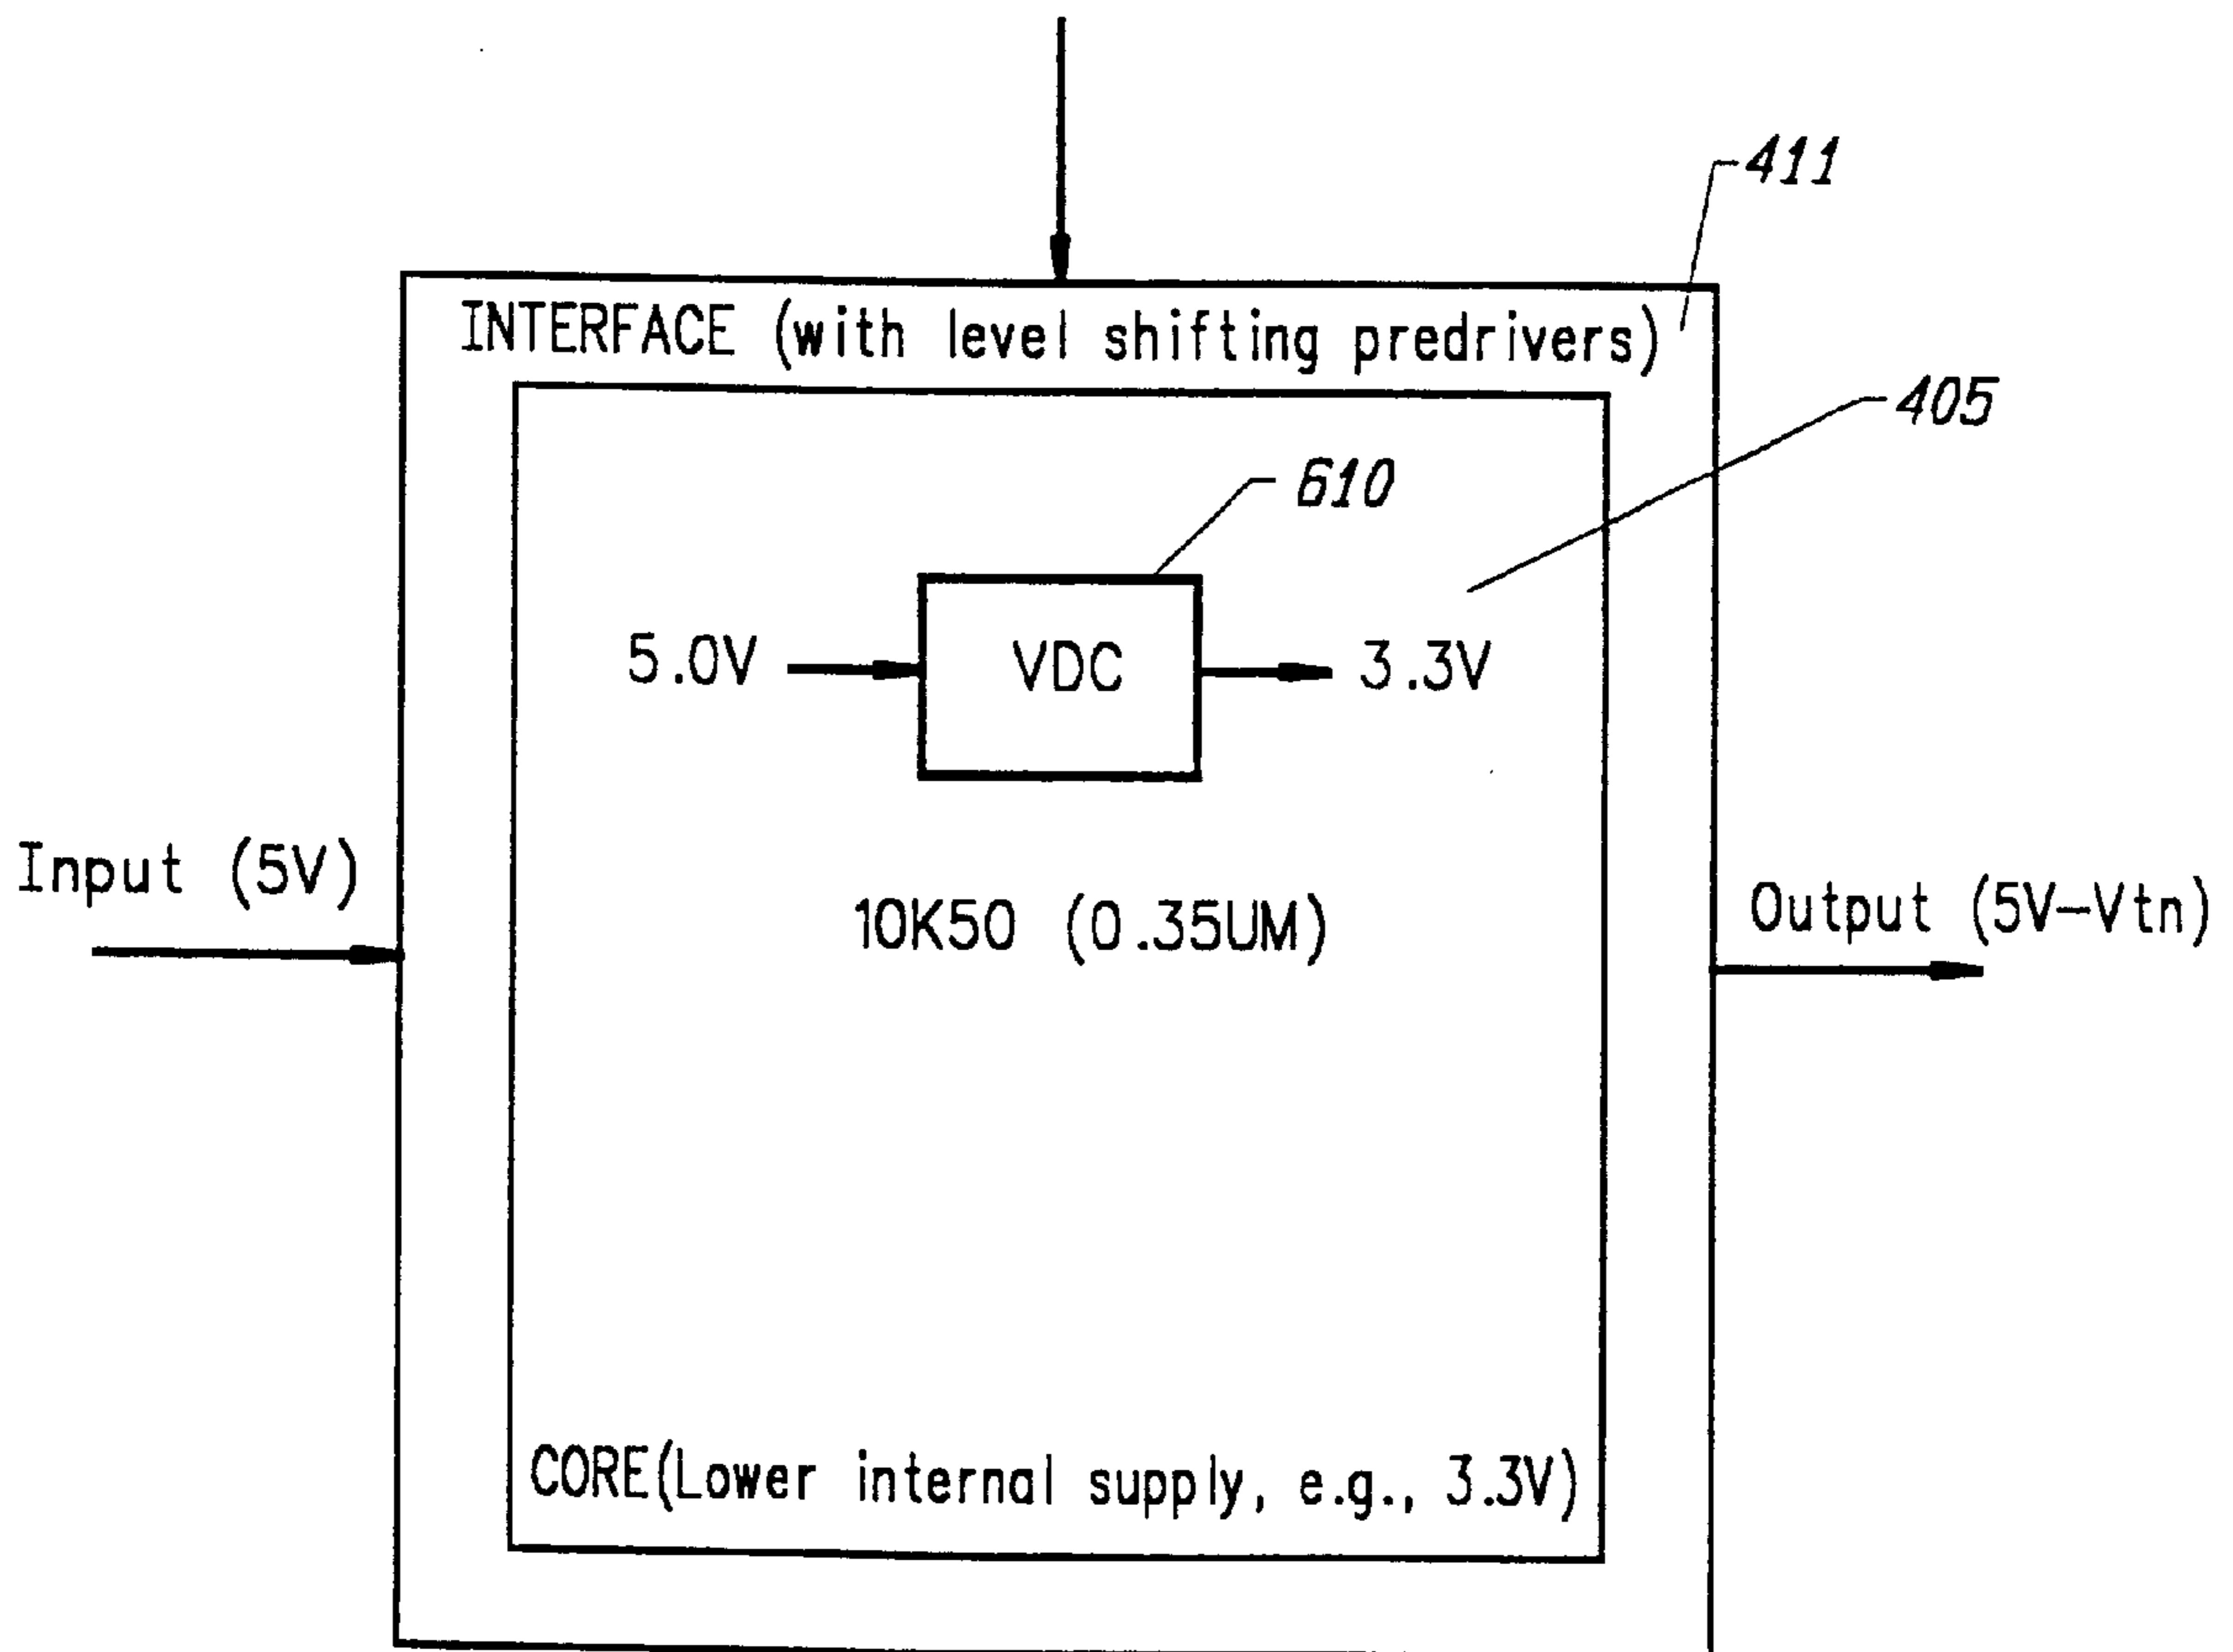 411
INTERFACE (with level shifting predrivers)
405
610
5.0V
VDC
3.3V
Input (5V)
10K50 (0.35UM)
Output (5V-Vtn)
CORE(Lower internal supply, e.g., 3.3V)